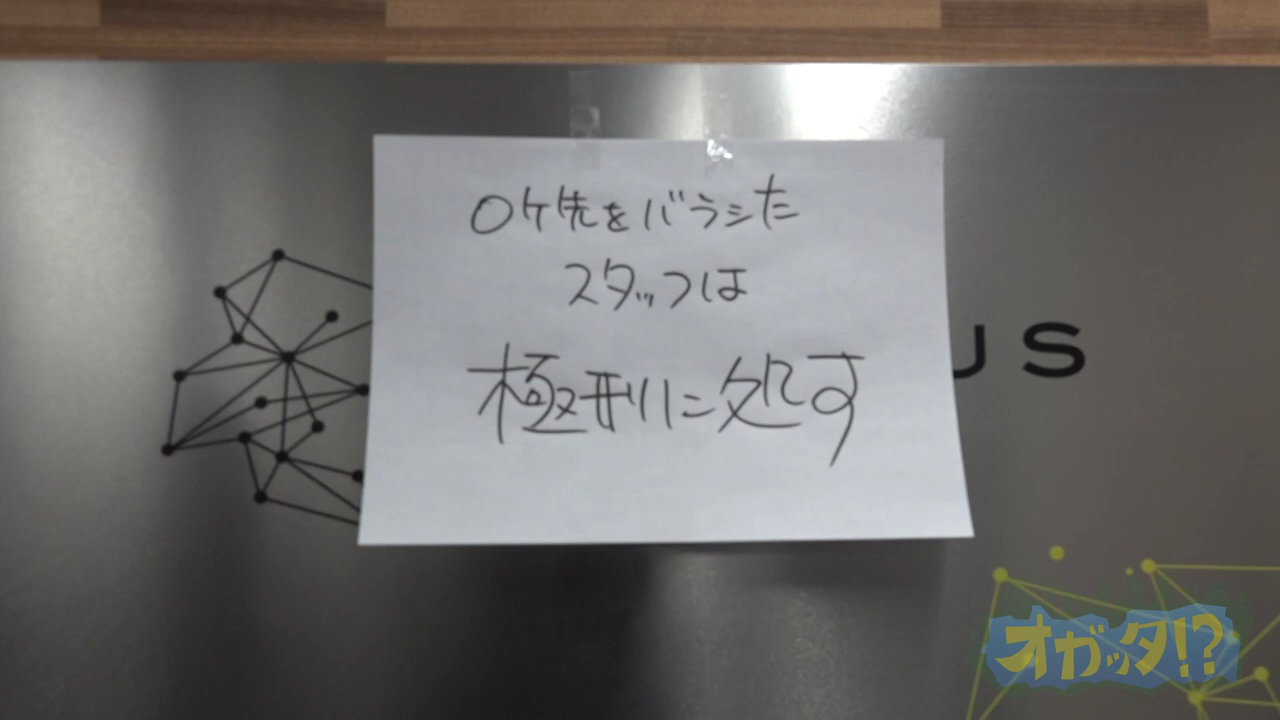 ロケ先をバラシた
スタッフは
極刑に処す
US
オガッタ!?